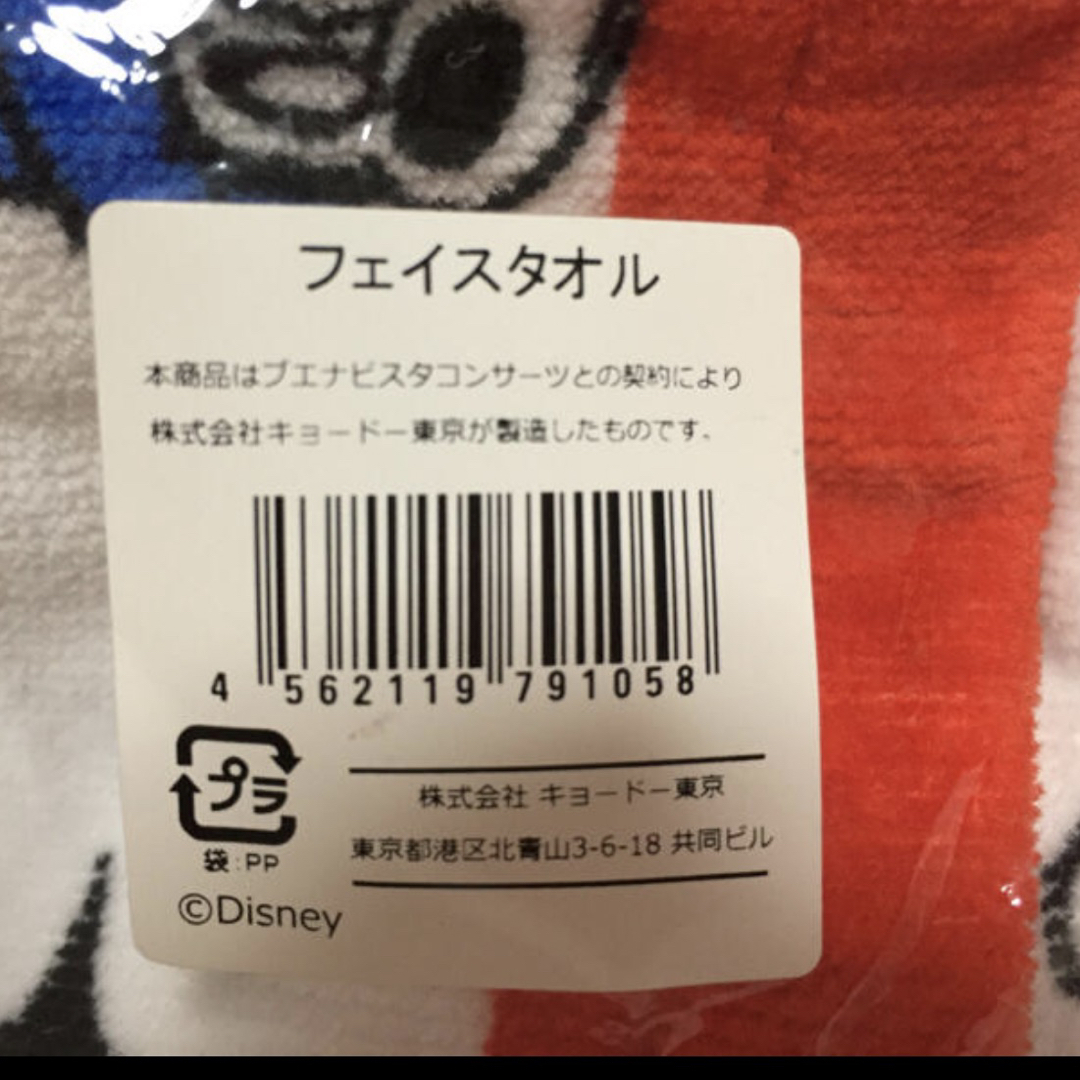 フェイスタオル
本商品はブエナビスタコンサーツとの契約により
株式会社キョードー東京が製造したものです。
4 562119 791058
プラ
袋:PP
株式会社 キョードー東京
東京都港区北青山3-6-18 共同ビル
©Disney